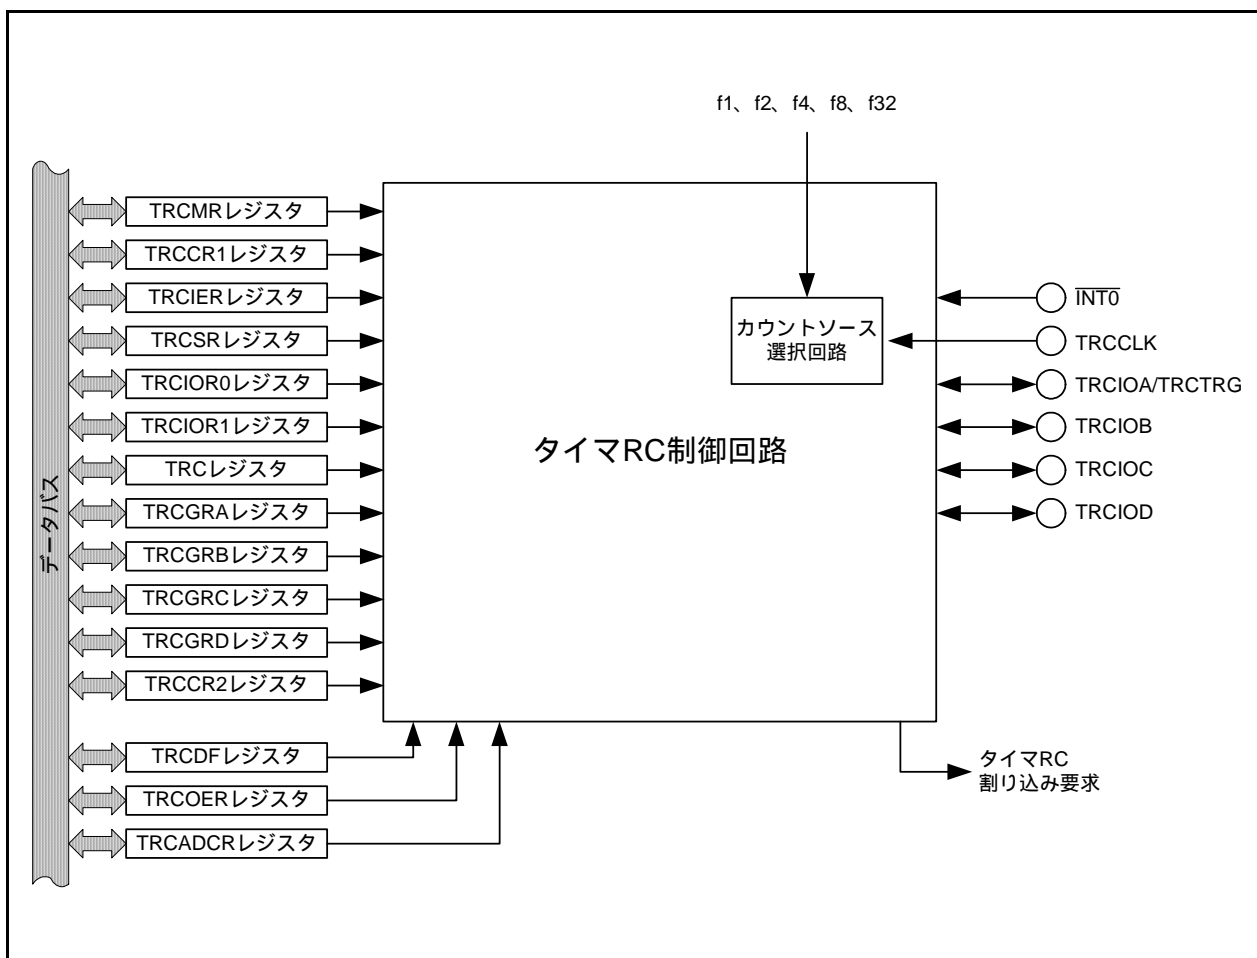 f1、f2、f4、f8、f32
データバス
TRCMRレジスタ
TRCCR1レジスタ
TRCIERレジスタ
TRCSRレジスタ
TRCIOR0レジスタ
TRCIOR1レジスタ
TRCレジスタ
TRCGRAレジスタ
TRCGRBレジスタ
TRCGRCレジスタ
TRCGRDレジスタ
TRCCR2レジスタ
TRCDFレジスタ
TRCOERレジスタ
TRCADCRレジスタ
カウントソース
選択回路
タイマRC制御回路
INT0
TRCCLK
TRCIOA/TRCTRG
TRCIOB
TRCIOC
TRCIOD
タイマRC
割り込み要求